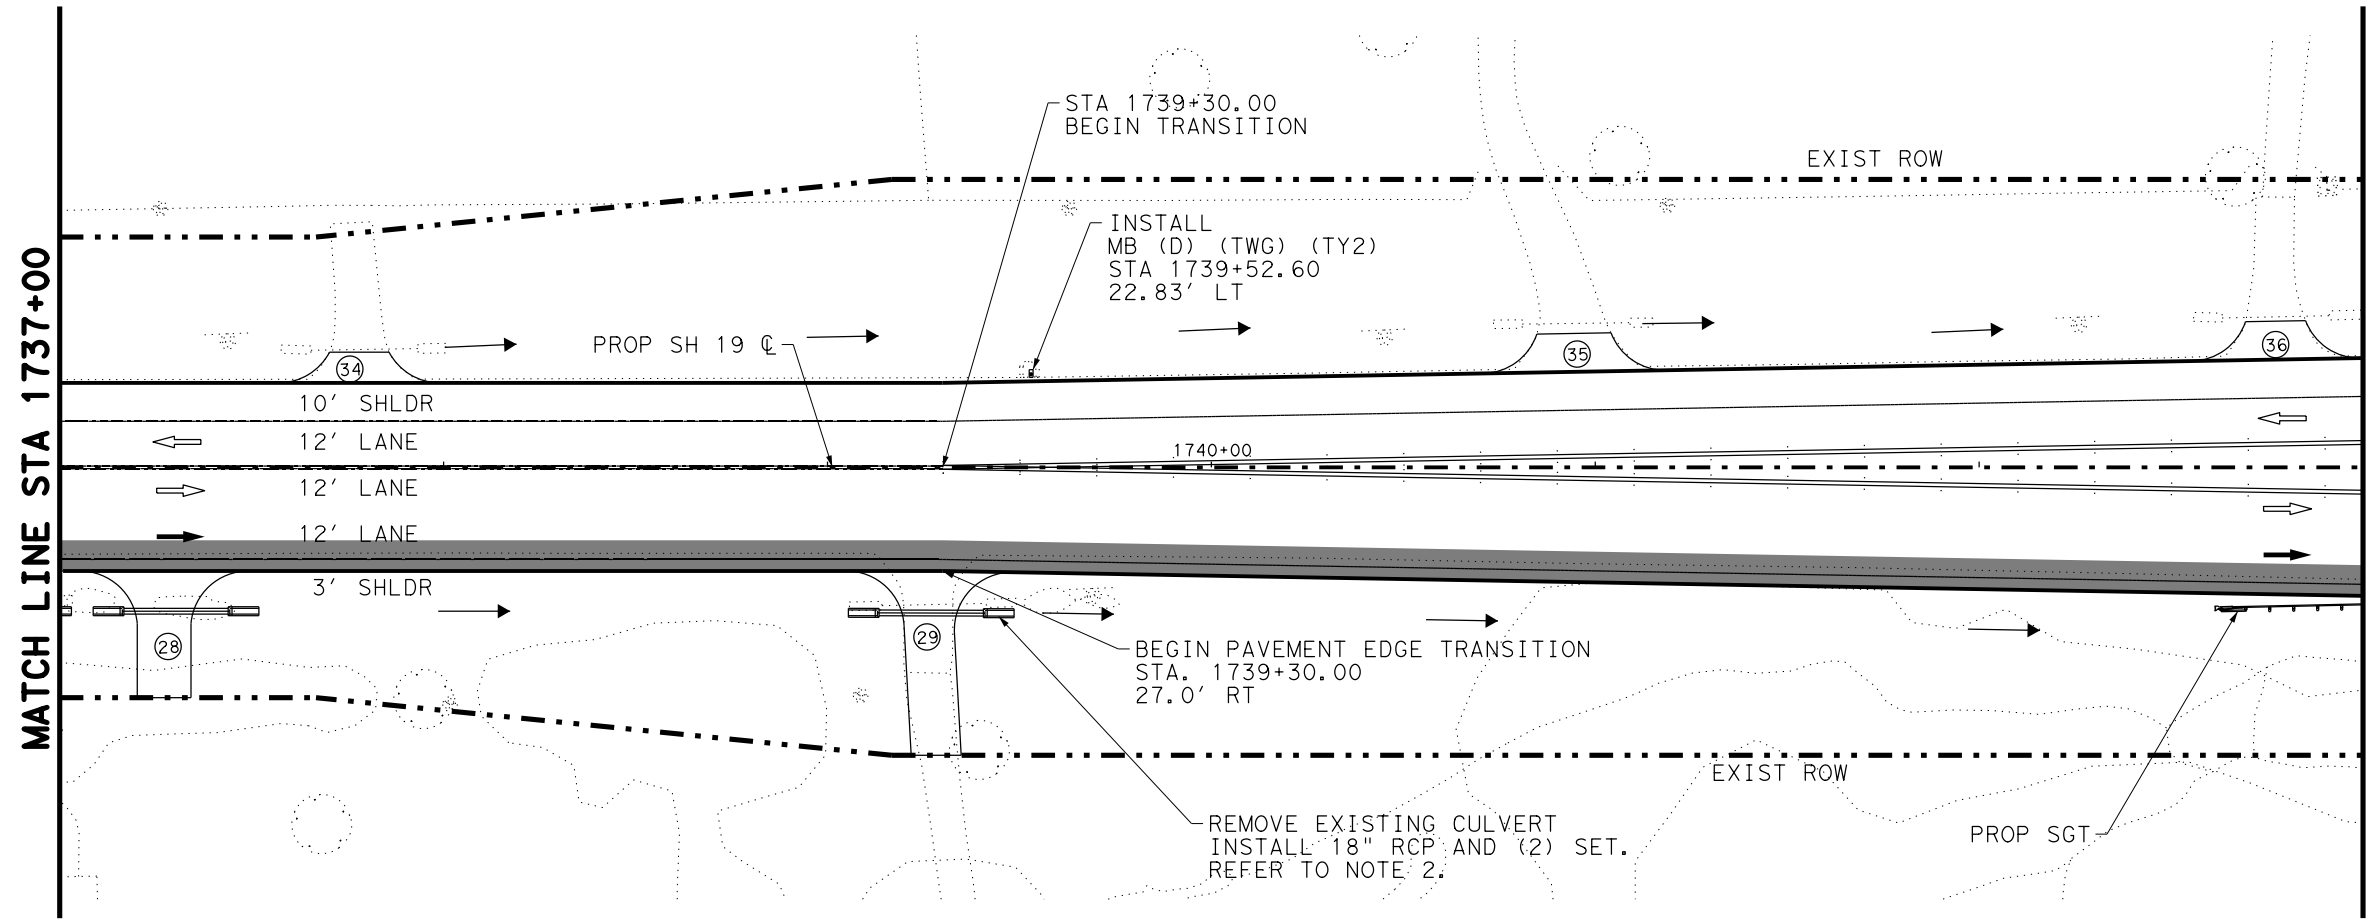 STA 1739+30.00
BEGIN TRANSITION
EXIST ROW
INSTALL
MB (D) (TWG) (TY2)
STA 1739+52.60
22.83' LT
MATCH LINE STA 1737+00
PROP SH 19 ℄
34
35
36
10' SHLDR
12' LANE
1740+00
12' LANE
12' LANE
3' SHLDR
28
29
BEGIN PAVEMENT EDGE TRANSITION
STA. 1739+30.00
27.0' RT
EXIST ROW
REMOVE EXISTING CULVERT
INSTALL 18" RCP AND (2) SET.
REFER TO NOTE 2.
PROP SGT